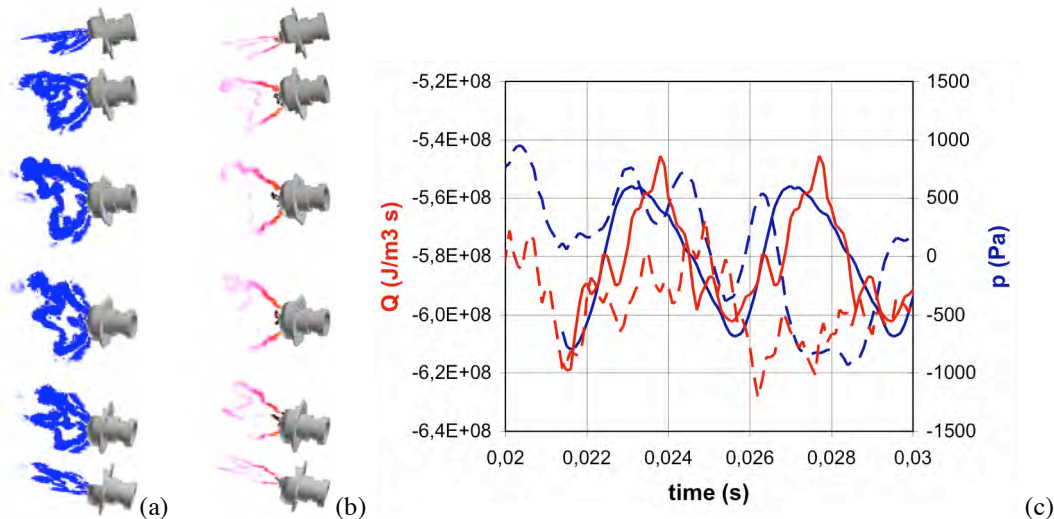 -5,2E+08
-5,4E+08
-5,6E+08
-5,8E+08
-6,0E+08
-6,2E+08
-6,4E+08
Q (J/m3 s)
1500
1000
500
0
-500
-1000
-1500
p (Pa)
0,02 0,022 0,024 0,026 0,028 0,03
time (s)
(a) (b) (c)